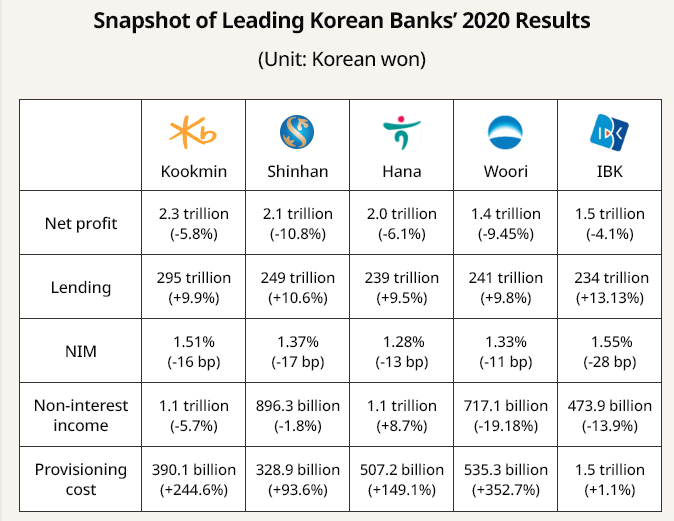 Snapshot of Leading Korean Banks’ 2020 Results
(Unit: Korean won)
Kb
IBK
Kookmin Shinhan Hana Woori IBK
Net profit
2.3 trillion 2.1 trillion 2.0 trillion 1.4 trillion 1.5 trillion
(-5.8%) (-10.8%) (-6.1%) (-9.45%) (-4.1%)
Lending
295 trillion 249 trillion 239 trillion 241 trillion 234 trillion
(+9.9%) (+10.6%) (+9.5%) (+9.8%) (+13.13%)
NIM
1.51% 1.37% 1.28% 1.33% 1.55%
(-16 bp) (-17 bp) (-13 bp) (-11 bp) (-28 bp)
Non-interest
income
1.1 trillion 896.3 billion 1.1 trillion 717.1 billion 473.9 billion
(-5.7%) (-1.8%) (+8.7%) (-19.18%) (-13.9%)
Provisioning
cost
390.1 billion 328.9 billion 507.2 billion 535.3 billion 1.5 trillion
(+244.6%) (+93.6%) (+149.1%) (+352.7%) (+1.1%)